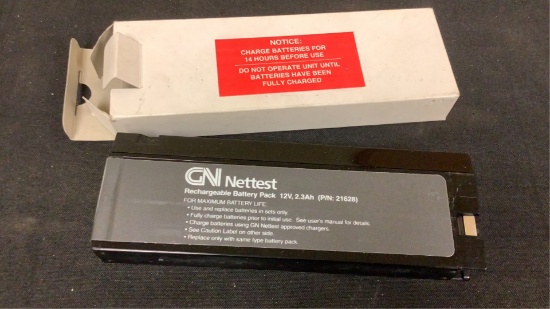 NOTICE:
CHARGE BATTERIES FOR
14 HOURS BEFORE USE
DO NOT OPERATE UNIT UNTIL
BATTERIES HAVE BEEN
FULLY CHARGED
GN Nettest
Rechargeable Battery Pack 12V, 2.3Ah (P/N: 21628)
FOR MAXIMUM BATTERY LIFE:
• Use and replace batteries in sets only.
• Fully charge batteries prior to initial use. See user's manual for details.
• Charge batteries using GN Nettest approved chargers.
• See Caution Label on other side.
• Replace only with same type battery pack.